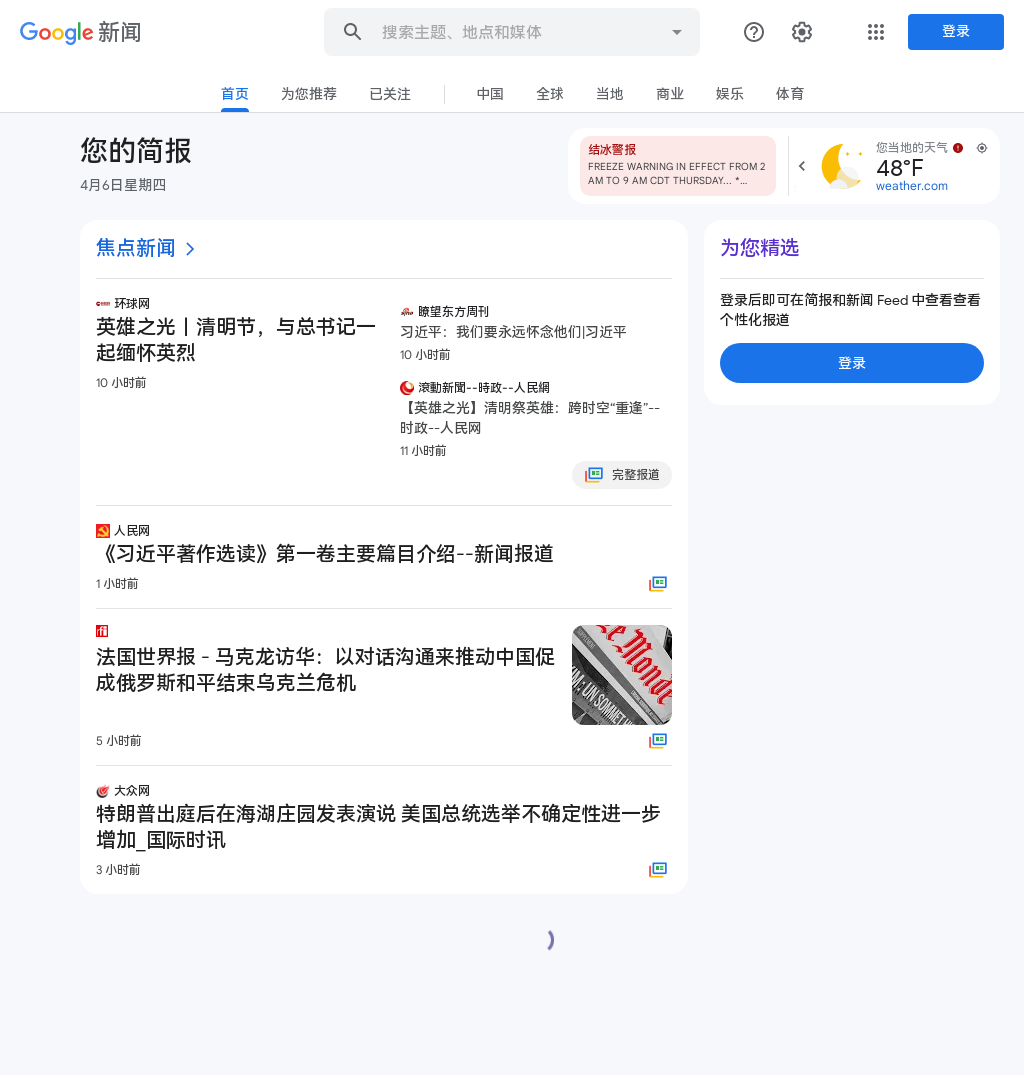 Google 新闻
搜索主题、地点和媒体
登录
首页
为您推荐
已关注
中国
全球
当地
商业
娱乐
体育
您的简报
4月6日星期四
结冰警报
FREEZE WARNING IN EFFECT FROM 2
AM TO 9 AM CDT THURSDAY... *…
您当地的天气
48°F
weather.com
焦点新闻
环球网
英雄之光丨清明节，与总书记一
起缅怀英烈
10 小时前
瞭望东方周刊
习近平：我们要永远怀念他们|习近平
10 小时前
滾動新聞--時政--人民網
【英雄之光】清明祭英雄：跨时空“重逢”--
时政--人民网
11 小时前
完整报道
人民网
《习近平著作选读》第一卷主要篇目介绍--新闻报道
1 小时前
法国世界报 - 马克龙访华：以对话沟通来推动中国促
成俄罗斯和平结束乌克兰危机
5 小时前
大众网
特朗普出庭后在海湖庄园发表演说 美国总统选举不确定性进一步
增加_国际时讯
3 小时前
为您精选
登录后即可在简报和新闻 Feed 中查看查看
个性化报道
登录